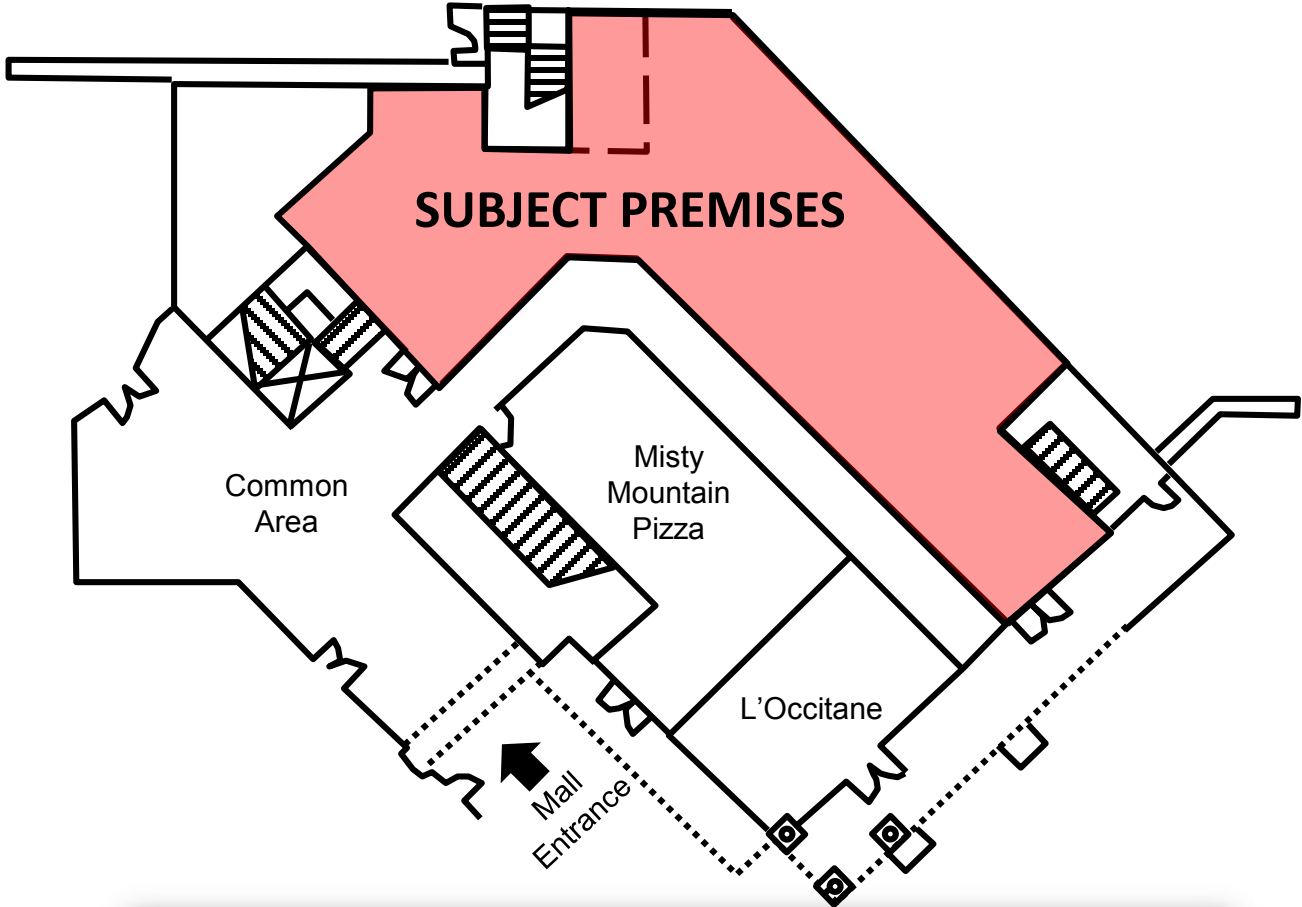 SUBJECT PREMISES
Misty
Mountain
Pizza
Common
Area
L’Occitane
Mall
Entrance